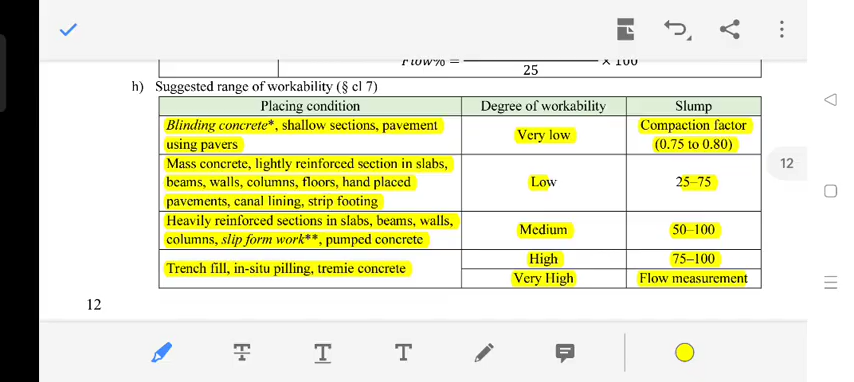 Flow% =
25
× 100
h) Suggested range of workability (§ cl 7)
Placing condition Degree of workability Slump
Blinding concrete*, shallow sections, pavement
using pavers
Very low
Compaction factor
(0.75 to 0.80)
Mass concrete, lightly reinforced section in slabs,
beams, walls, columns, floors, hand placed
pavements, canal lining, strip footing
Low
25–75
Heavily reinforced sections in slabs, beams, walls,
columns, slip form work**, pumped concrete
Medium
50–100
Trench fill, in-situ pilling, tremie concrete
High
75–100
Very High
Flow measurement
12
12
T
T
T